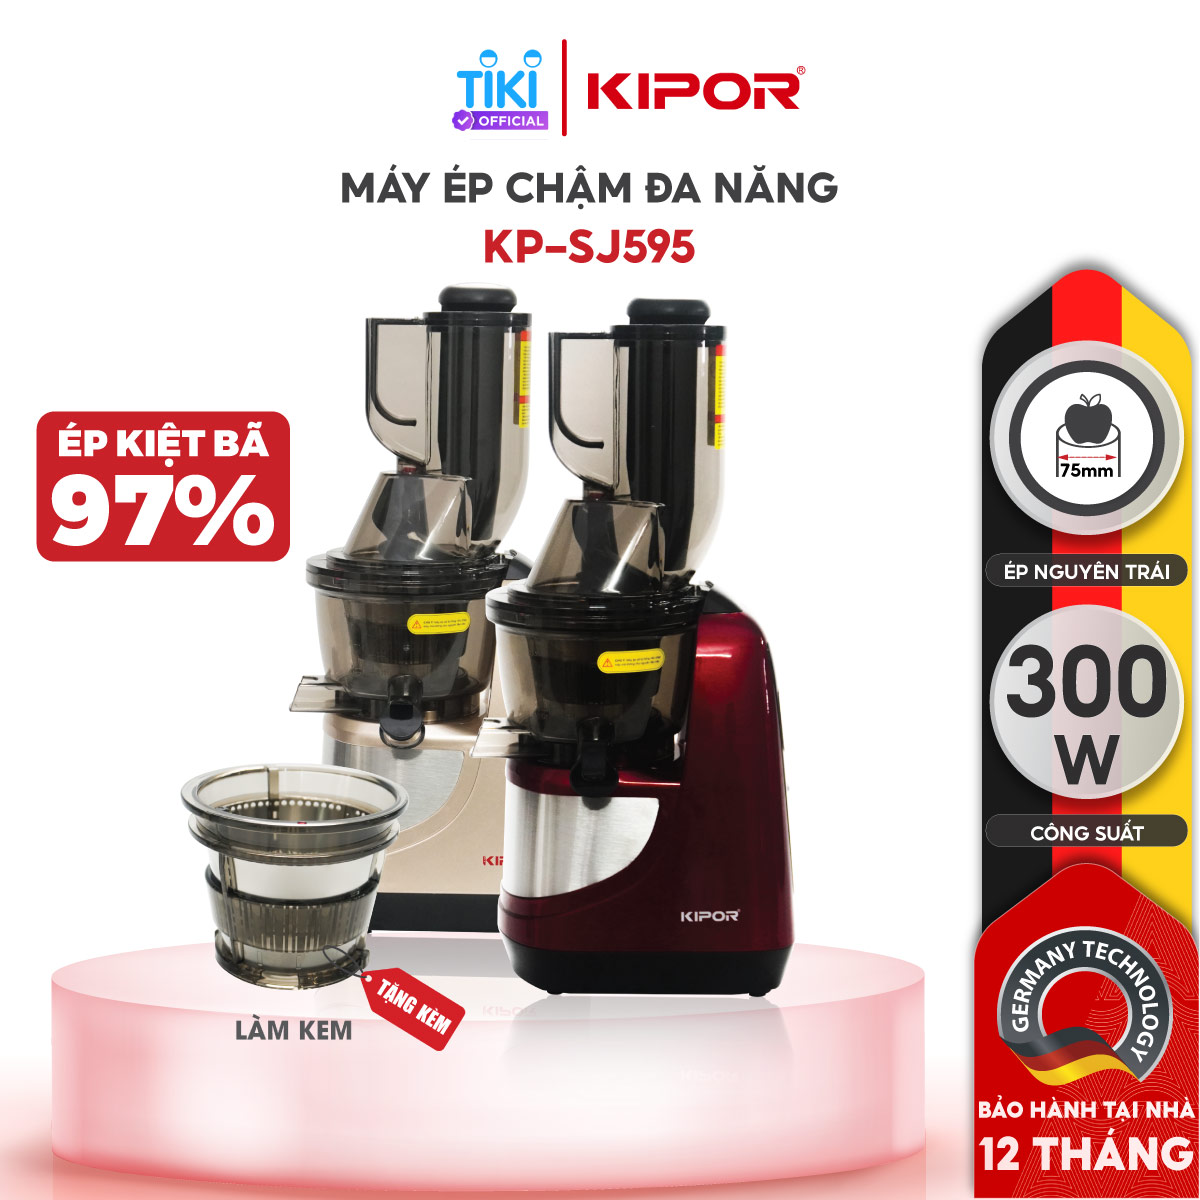 TIKI
OFFICIAL
KIPOR®
MÁY ÉP CHẬM ĐA NĂNG
KP-SJ595
ÉP KIỆT BÃ
97%
75mm
ÉP NGUYÊN TRÁI
300
W
CÔNG SUẤT
KIPOR
TẶNG KÈM
LÀM KEM
GERMANY TECHNOLOGY
BẢO HÀNH TẠI NHÀ
12 THÁNG